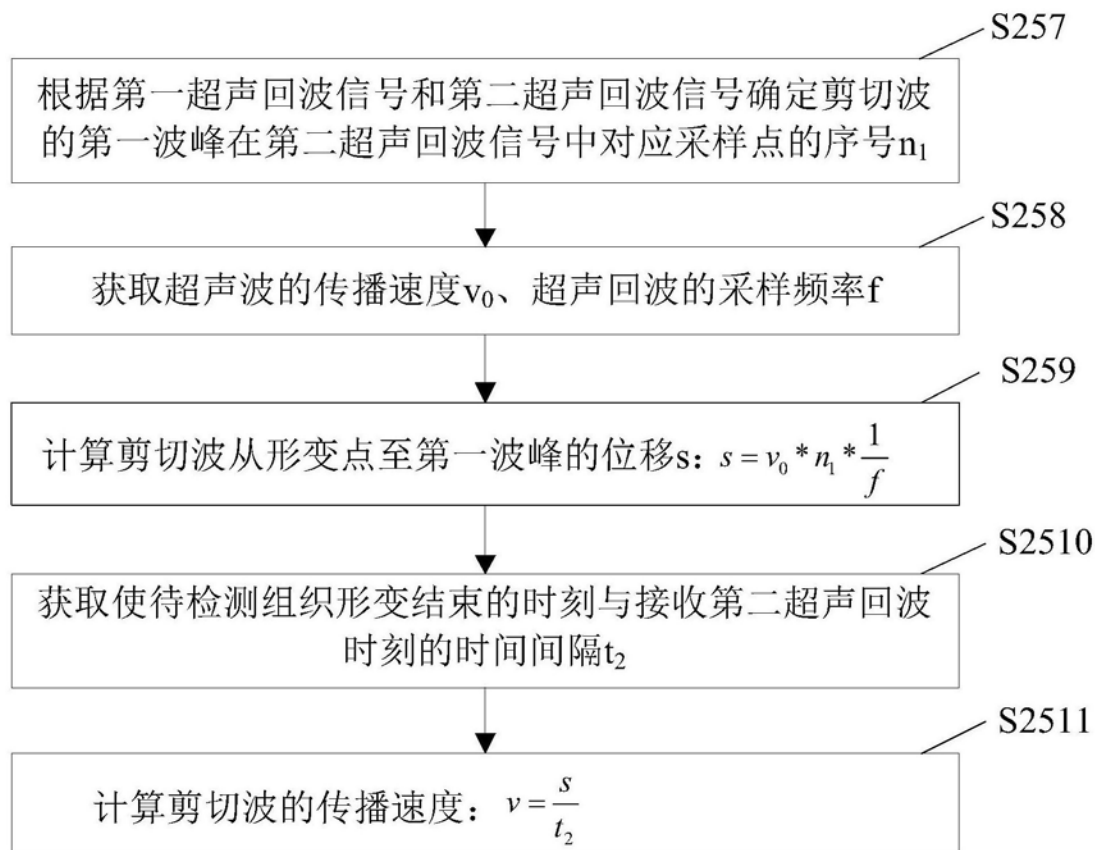 S257
根据第一超声回波信号和第二超声回波信号确定剪切波
的第一波峰在第二超声回波信号中对应采样点的序号n₁
S258
获取超声波的传播速度v₀、超声回波的采样频率f
S259
计算剪切波从形变点至第一波峰的位移s: s = v₀ * n₁ * 1/f
S2510
获取使待检测组织形变结束的时刻与接收第二超声回波
时刻的时间间隔t₂
S2511
计算剪切波的传播速度: v = s/t₂